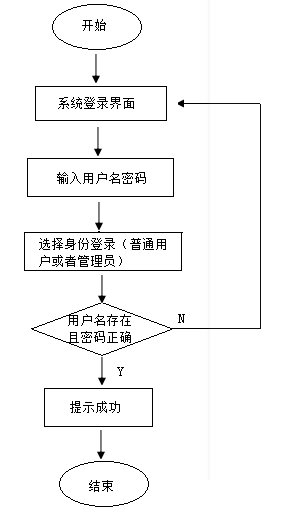 开始
系统登录界面
输入用户名密码
选择身份登录（普通用
户或者管理员）
用户名存在
且密码正确
N
Y
提示成功
结束